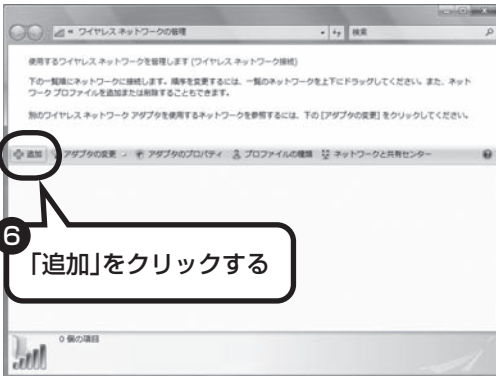 ワイヤレス ネットワークの管理
検索
使用するワイヤレス ネットワークを管理します (ワイヤレス ネットワーク接続)
下の一覧順にネットワークに接続します。順序を変更するには、一覧のネットワークを上下にドラッグしてください。また、ネット
ワーク プロファイルを追加または削除することもできます。
別のワイヤレス ネットワーク アダプタを使用するネットワークを参照するには、下の [アダプタの変更] をクリックしてください。
追加 アダプタの変更 アダプタのプロパティ プロファイルの種類 ネットワークと共有センター
6
「追加」をクリックする
0 個の項目